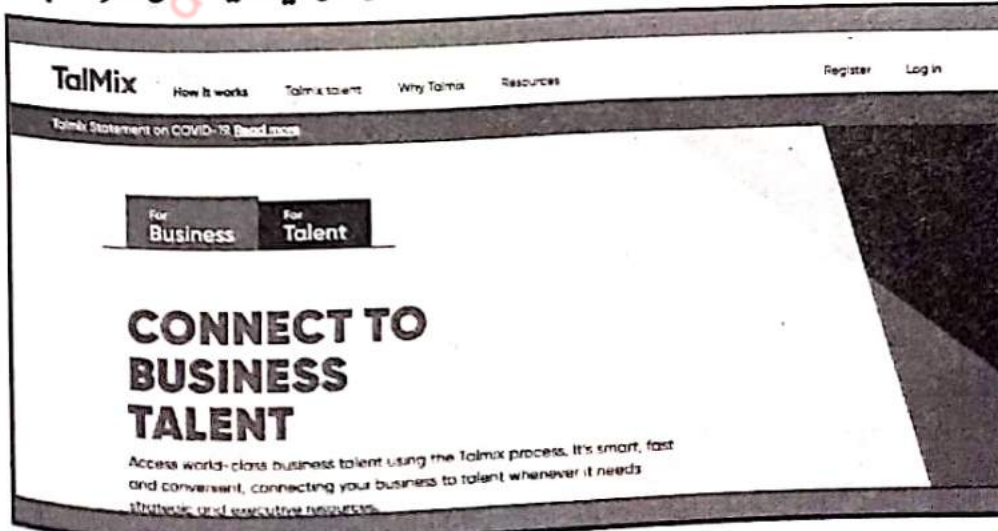 TalMix
How it works Talmix talent Why Talmix Resources Register Log in
Talmix Statement on COVID-19. Read more
For Business
For Talent
CONNECT TO
BUSINESS
TALENT
Access world-class business talent using the Talmix process. It's smart, fast
and convenient, connecting your business to talent whenever it needs
strategic and executive resources.